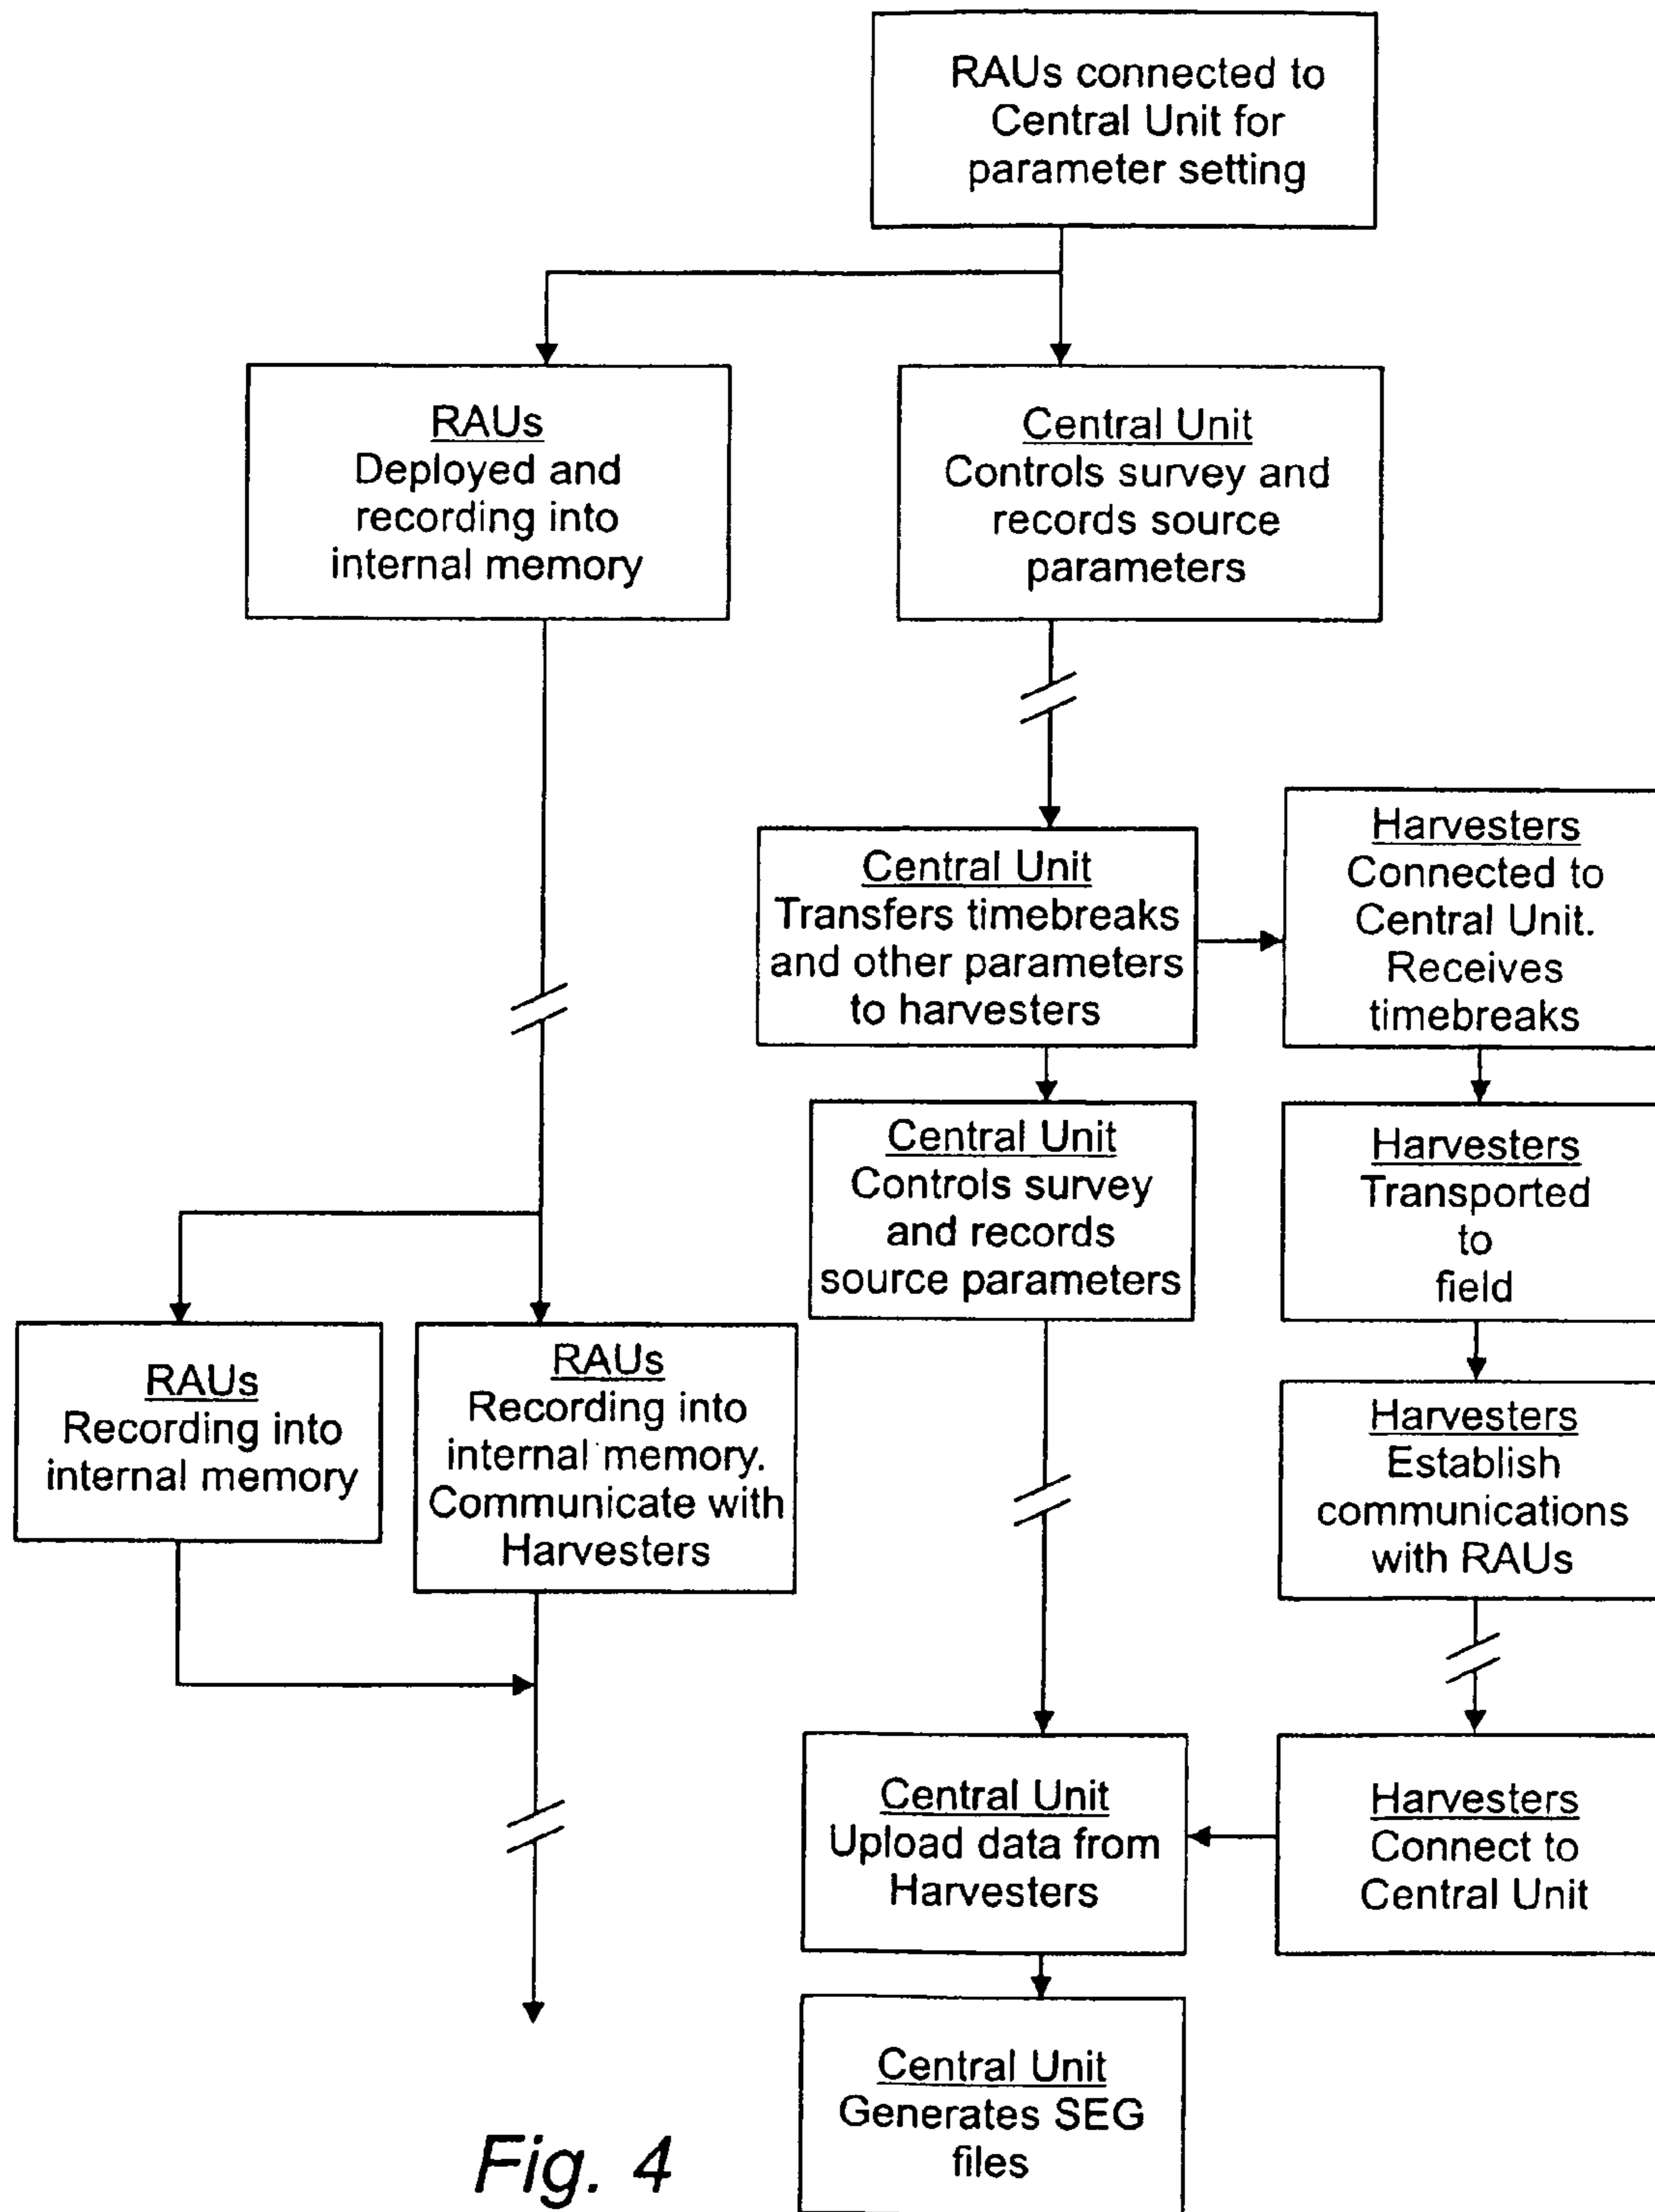 RAUs connected to
Central Unit for
parameter setting
RAUs
Deployed and
recording into
internal memory
Central Unit
Controls survey and
records source
parameters
Central Unit
Transfers timebreaks
and other parameters
to harvesters
Harvesters
Connected to
Central Unit.
Receives
timebreaks
Central Unit
Controls survey
and records
source parameters
Harvesters
Transported
to
field
RAUs
Recording into
internal memory
RAUs
Recording into
internal memory.
Communicate with
Harvesters
Harvesters
Establish
communications
with RAUs
Central Unit
Upload data from
Harvesters
Harvesters
Connect to
Central Unit
Central Unit
Generates SEG
files
Fig. 4